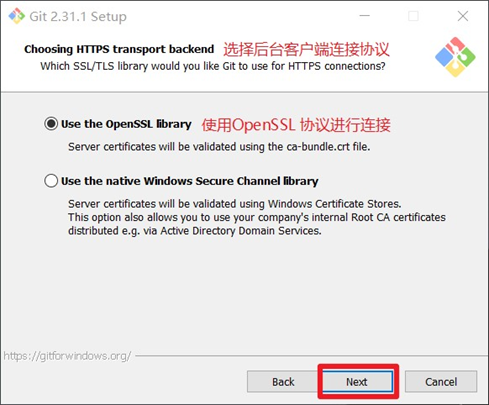 Git 2.31.1 Setup
Choosing HTTPS transport backend 选择后台客户端连接协议
Which SSL/TLS library would you like Git to use for HTTPS connections?
Use the OpenSSL library 使用OpenSSL 协议进行连接
Server certificates will be validated using the ca-bundle.crt file.
Use the native Windows Secure Channel library
Server certificates will be validated using Windows Certificate Stores.
This option also allows you to use your company's internal Root CA certificates
distributed e.g. via Active Directory Domain Services.
https://gitforwindows.org/
Back Next Cancel